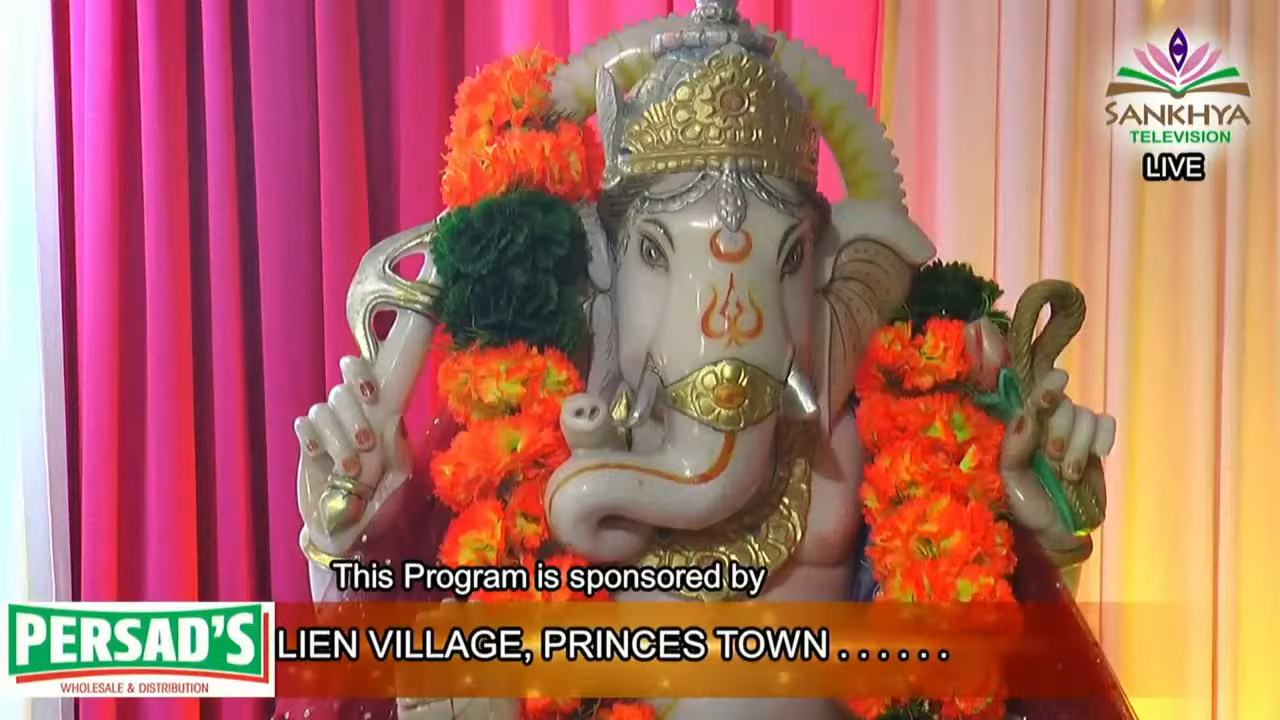 SANKHYA
TELEVISION
LIVE
This Program is sponsored by
PERSAD'S
WHOLESALE & DISTRIBUTION
LIEN VILLAGE, PRINCES TOWN . . . . . .